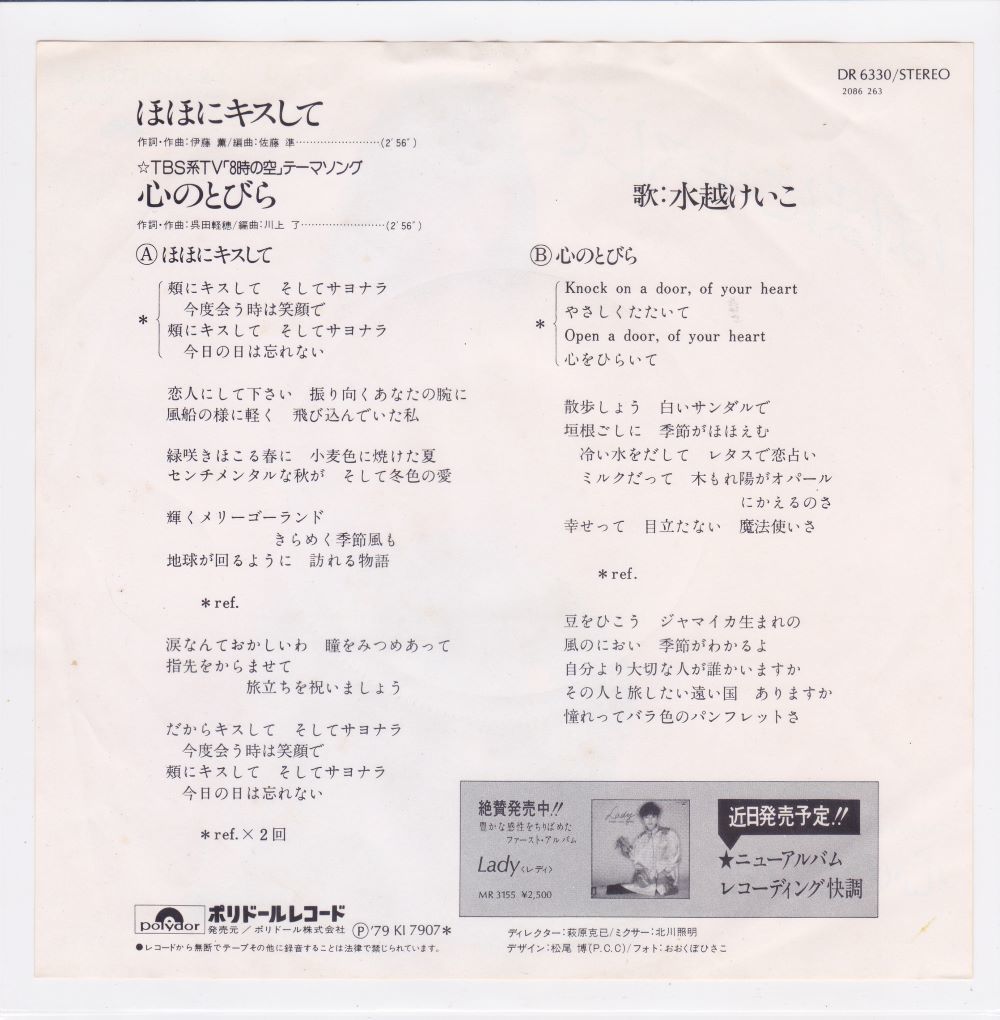 DR 6330/STEREO
2086 263
ほほにキスして
作詞・作曲:伊藤 薫/編曲:佐藤 準……………………(2′56″)
☆TBS系TV「8時の空」テーマソング
心のとびら
作詞・作曲:呉田軽穂/編曲:川上 了……………………(2′56″)
歌:水越けいこ
Ⓐほほにキスして
頬にキスして そしてサヨナラ
今度会う時は笑顔で
*
頬にキスして そしてサヨナラ
今日の日は忘れない
恋人にして下さい 振り向くあなたの腕に
風船の様に軽く 飛び込んでいた私
緑咲きほこる春に 小麦色に焼けた夏
センチメンタルな秋が そして冬色の愛
輝くメリーゴーランド
きらめく季節風も
地球が回るように 訪れる物語
*ref.
涙なんておかしいわ 瞳をみつめあって
指先をからませて
旅立ちを祝いましょう
だからキスして そしてサヨナラ
今度会う時は笑顔で
頬にキスして そしてサヨナラ
今日の日は忘れない
*ref.×2回
Ⓑ心のとびら
Knock on a door, of your heart
やさしくたたいて
*
Open a door, of your heart
心をひらいて
散歩しょう 白いサンダルで
垣根ごしに 季節がほほえむ
冷い水をだして レタスで恋占い
ミルクだって 木もれ陽がオパール
にかえるのさ
幸せって 目立たない 魔法使いさ
*ref.
豆をひこう ジャマイカ生まれの
風のにおい 季節がわかるよ
自分より大切な人が誰かいますか
その人と旅したい遠い国 ありますか
憧れってバラ色のパンフレットさ
絶賛発売中!!
豊かな感性をちりばめた
ファースト・アルバム
Lady〈レディ〉
MR 3155 ¥2,500
Lady
近日発売予定!!
★ニューアルバム
レコーディング快調
polydor
ポリドールレコード
発売元/ポリドール株式会社 Ⓟ'79 KI 7907*
●レコードから無断でテープその他に録音することは法律で禁じられています。
ディレクター:萩原克己/ミクサー:北川照明
デザイン:松尾 博(P.C.C)/フォト:おおくぼひさこ